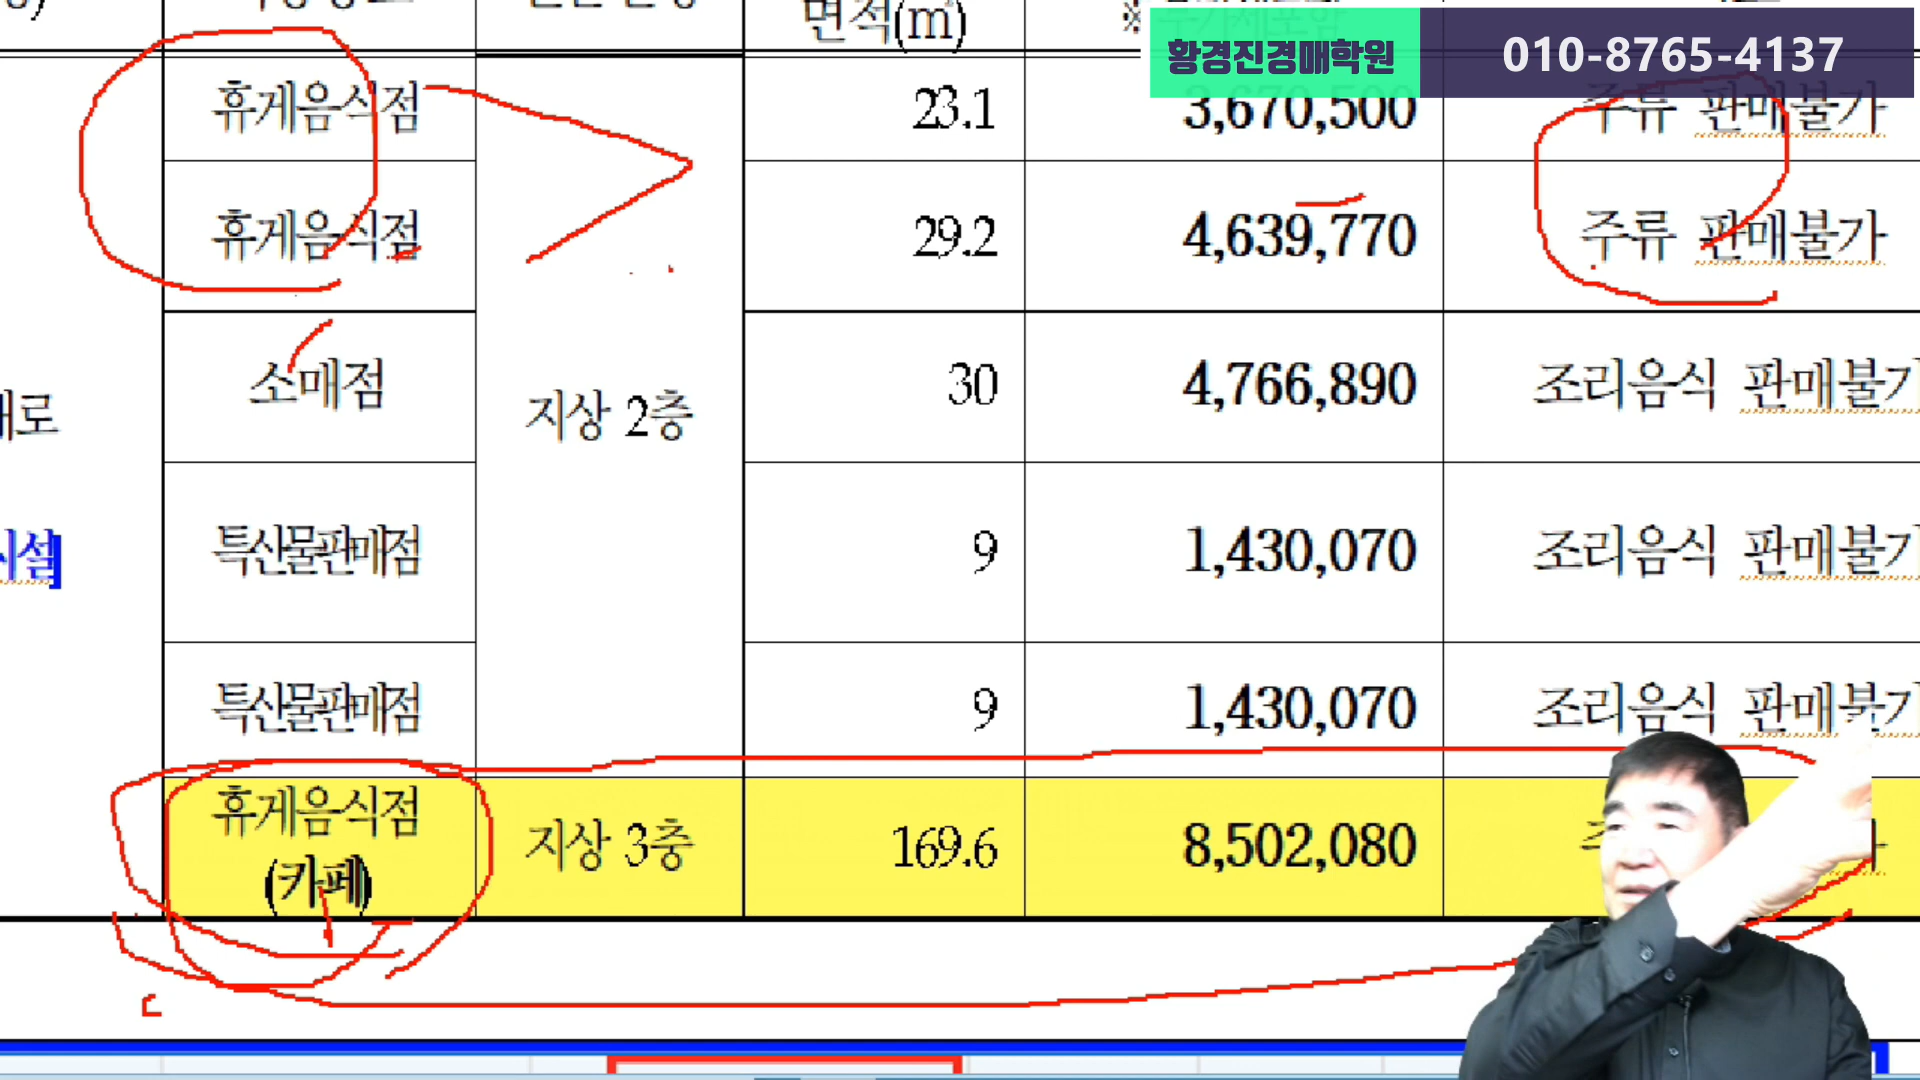 면적(㎡)
황경진경매학원 010-8765-4137
휴게음식점 23.1 3,670,500 주류 판매불가
휴게음식점 29.2 4,639,770 주류 판매불가
소매점 30 4,766,890 조리음식 판매불가
지상 2층
특산물판매점 9 1,430,070 조리음식 판매불가
특산물판매점 9 1,430,070 조리음식 판매불가
휴게음식점
(카페)
지상 3층 169.6 8,502,080